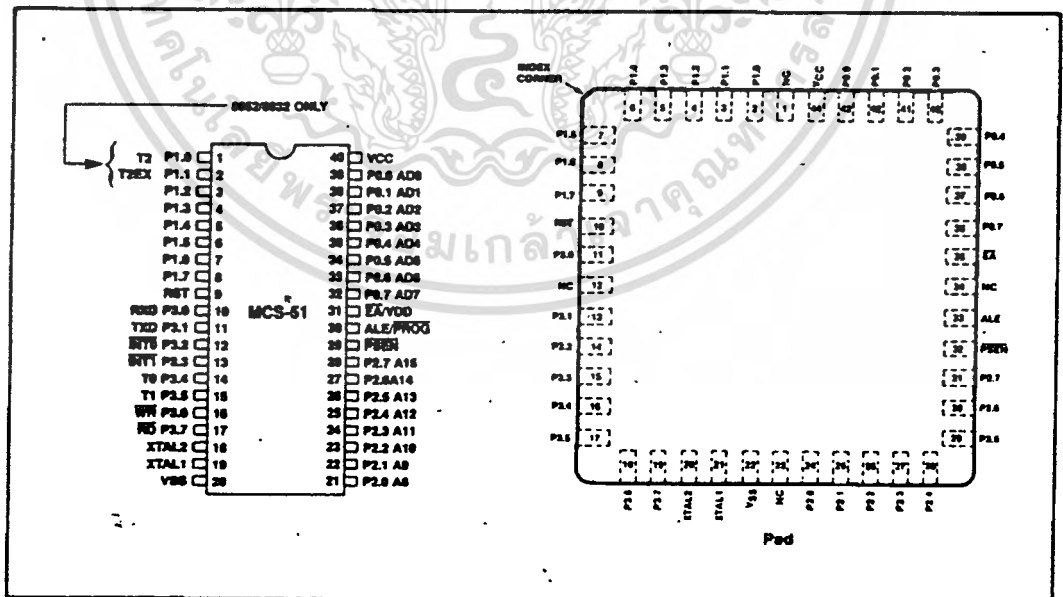 8052/8032 ONLY
T2 P1.0 1
T2EX P1.1 2
P1.2 3
P1.3 4
P1.4 5
P1.5 6
P1.6 7
P1.7 8
RST 9
RXD P3.0 10
TXD P3.1 11
INT0 P3.2 12
INT1 P3.3 13
T0 P3.4 14
T1 P3.5 15
WR P3.6 16
RD P3.7 17
XTAL2 18
XTAL1 19
VSS 20
MCS-51
40 VCC
39 P0.0 AD0
38 P0.1 AD1
37 P0.2 AD2
36 P0.3 AD3
35 P0.4 AD4
34 P0.5 AD5
33 P0.6 AD6
32 P0.7 AD7
31 EA/VDD
30 ALE/PROG
29 PSEN
28 P2.7 A15
27 P2.6 A14
26 P2.5 A13
25 P2.4 A12
24 P2.3 A11
23 P2.2 A10
22 P2.1 A9
21 P2.0 A8
INDEX
CORNER
P1.4 P1.3 P1.2 P1.1 P1.0 NC VCC P0.0 P0.1 P0.2 P0.3
6 5 4 3 2 1 44 43 42 41 40
P1.5 7
P1.6 8
P1.7 9
RST 10
P3.0 11
NC 12
P3.1 13
P3.2 14
P3.3 15
P3.4 16
P3.5 17
39 P0.4
38 P0.5
37 P0.6
36 P0.7
35 EA
34 NC
33 ALE
32 PSEN
31 P2.7
30 P2.6
29 P2.5
18 19 20 21 22 23 24 25 26 27 28
P3.6 P3.7 XTAL2 XTAL1 VSS NC P2.0 P2.1 P2.2 P2.3 P2.4
Pad